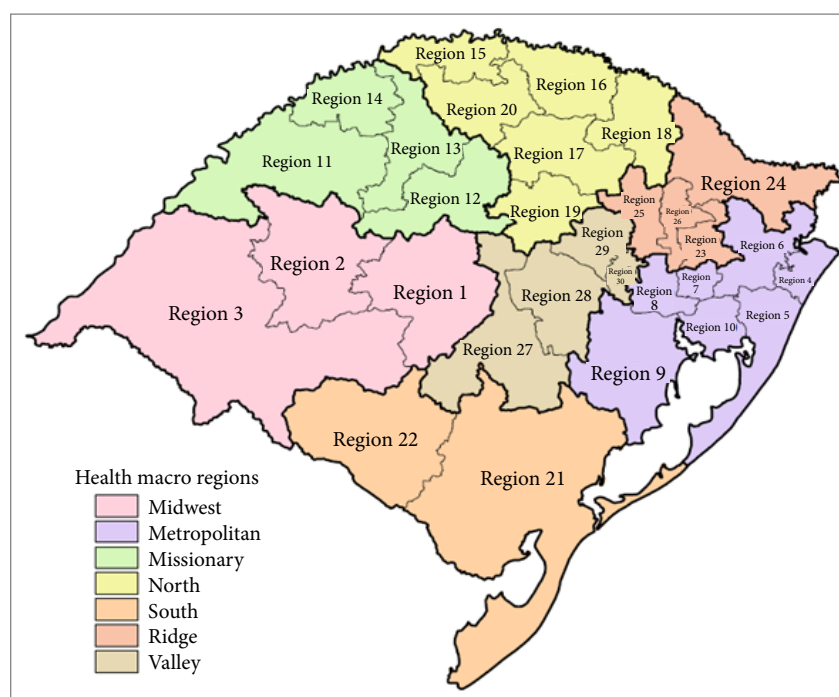 Region 15
Region 16
Region 14
Region 20
Region 18
Region 13
Region 17
Region 11
Region 24
Region 12
Region 25
Region 26
Region 19
Region 29
Region 23
Region 6
Region 2
Region 30
Region 7
Region 4
Region 1
Region 28
Region 8
Region 3
Region 5
Region 10
Region 27
Region 9
Region 22
Region 21
Health macro regions
Midwest
Metropolitan
Missionary
North
South
Ridge
Valley